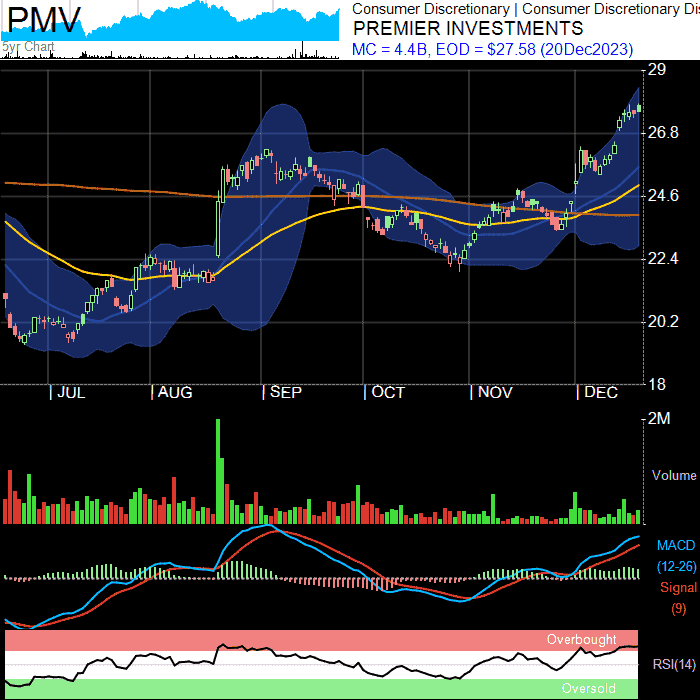 PMV
5yr Chart
Consumer Discretionary | Consumer Discretionary Dis
PREMIER INVESTMENTS
MC = 4.4B, EOD = $27.58 (20Dec2023)
29
26.8
24.6
22.4
20.2
18
| JUL | AUG | SEP | OCT | NOV | DEC
2M
Volume
MACD
(12-26)
Signal
(9)
Overbought
RSI(14)
Oversold